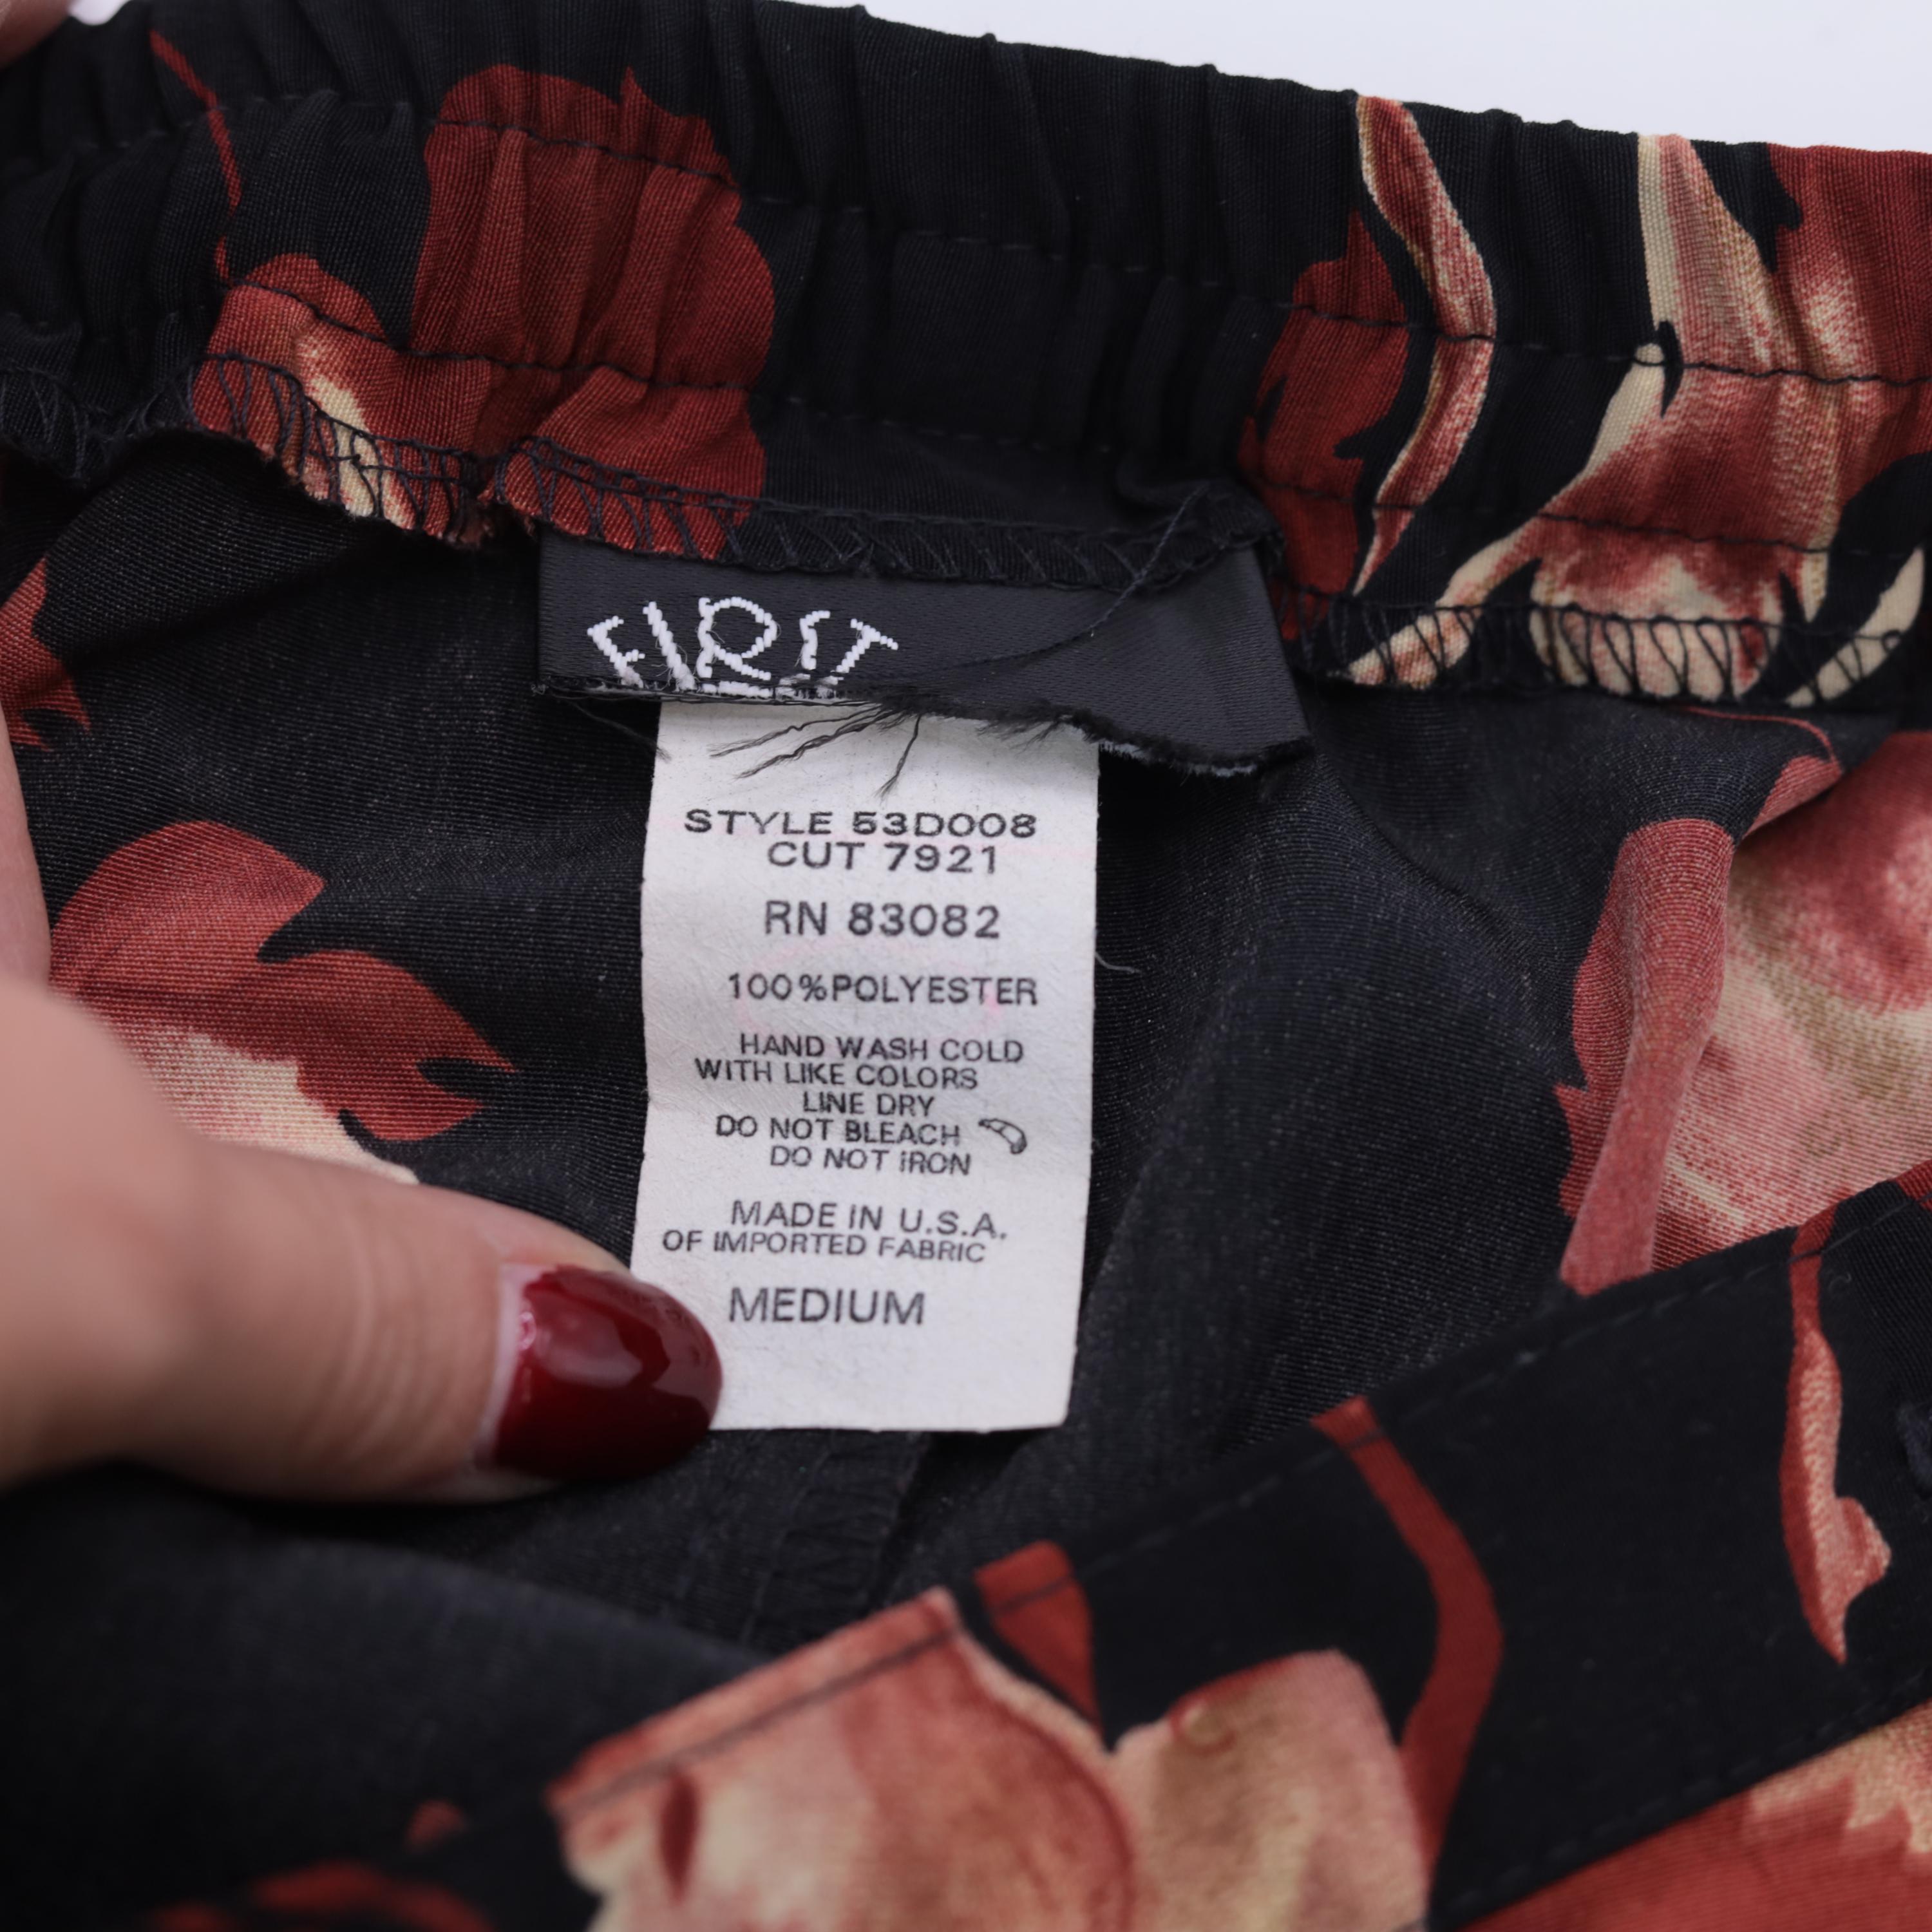 FIRST
STYLE 53D008
CUT 7921
RN 83082
100%POLYESTER
HAND WASH COLD
WITH LIKE COLORS
LINE DRY
DO NOT BLEACH
DO NOT IRON
MADE IN U.S.A.
OF IMPORTED FABRIC
MEDIUM